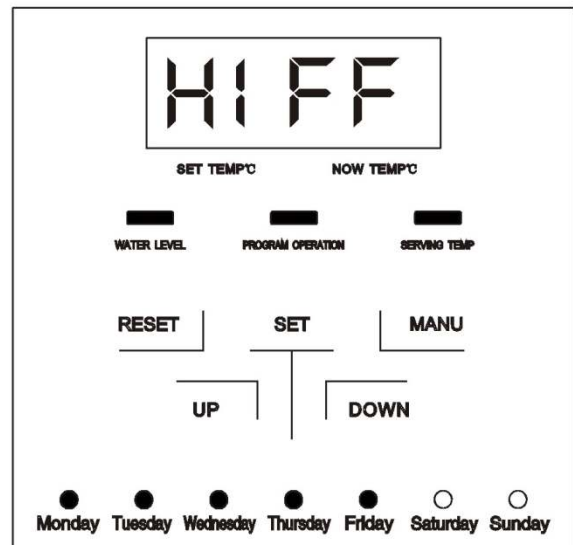 HIFF
SET TEMP℃ NOW TEMP℃
WATER LEVEL PROGRAM OPERATION SERVING TEMP
RESET SET MANU
UP DOWN
Monday Tuesday Wednesday Thursday Friday Saturday Sunday